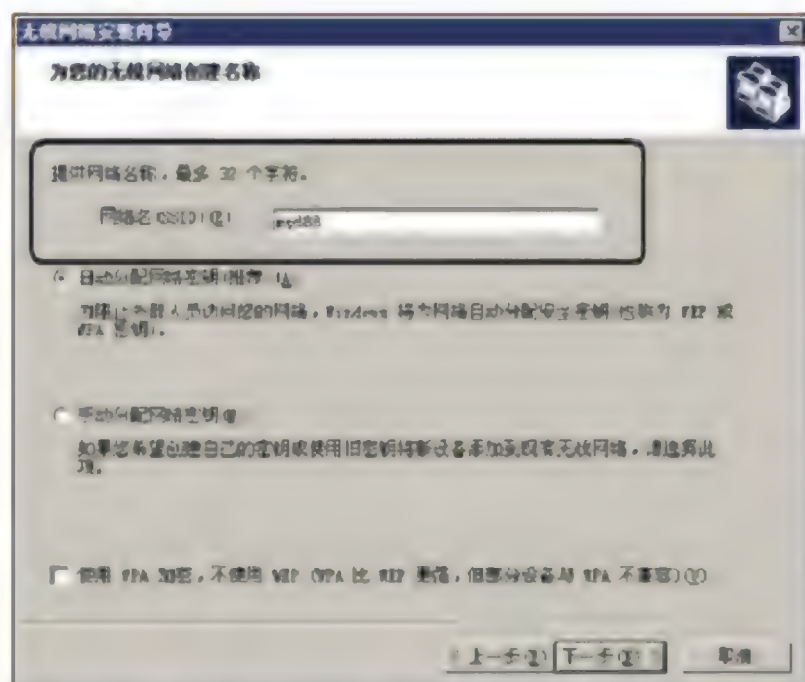 无线网络安装向导
为您的无线网络创建名称
提供网络名称，最多 32 个字符。
网络名(SSID)
自动分配网络密钥(推荐)(A)
为防止外部人员访问您的网络，Windows 将为网络自动分配安全密钥(也称为 WEP 或
WPA 密钥)。
手动分配网络密钥(M)
如果您希望创建自己的密钥或使用旧密钥将新设备添加到现有无线网络，请选择此
项。
使用 WPA 加密，不使用 WEP (WPA 比 WEP 更强，但部分设备与 WPA 不兼容)(Y)
上一步 下一步 取消